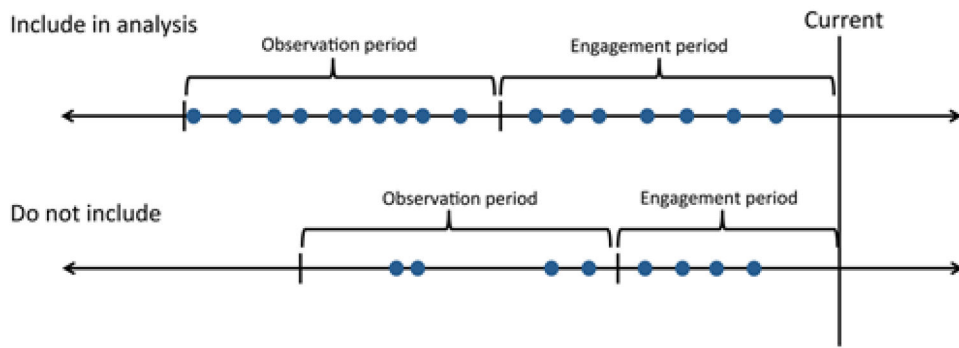 Include in analysis
Current
Observation period
Engagement period
Do not include
Observation period
Engagement period